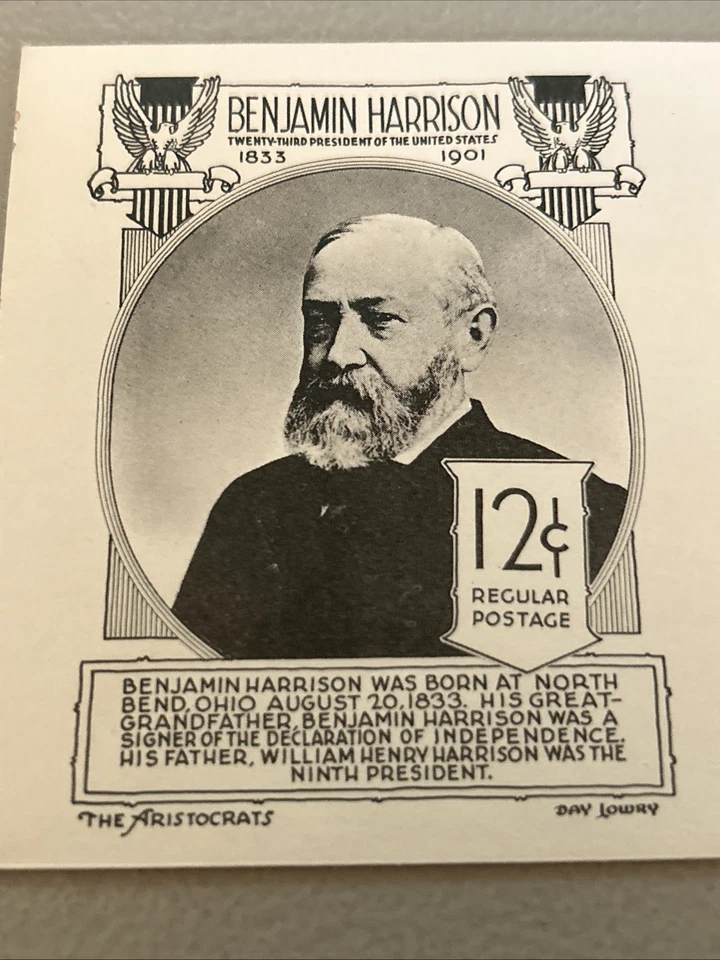 BENJAMIN HARRISON
TWENTY-THIRD PRESIDENT OF THE UNITED STATES
1833 1901
12¢
REGULAR
POSTAGE
BENJAMIN HARRISON WAS BORN AT NORTH
BEND, OHIO AUGUST 20, 1833. HIS GREAT-
GRANDFATHER, BENJAMIN HARRISON WAS A
SIGNER OF THE DECLARATION OF INDEPENDENCE.
HIS FATHER, WILLIAM HENRY HARRISON WAS THE
NINTH PRESIDENT.
THE ARISTOCRATS DAY LOWRY